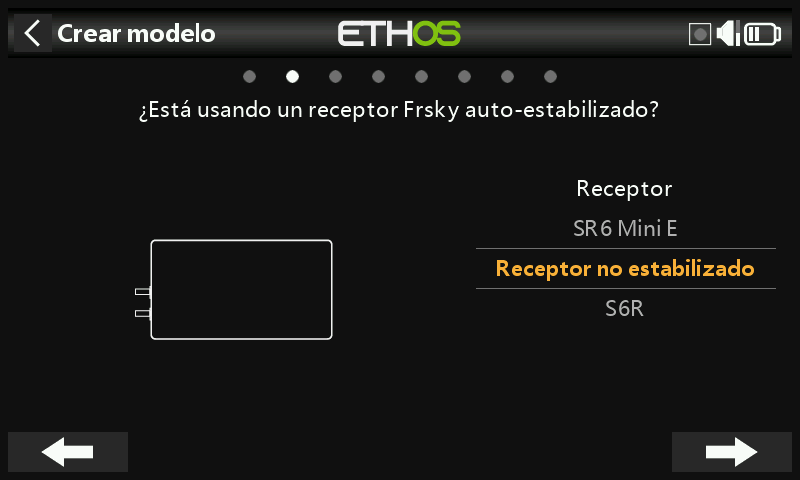 Crear modelo
ETHOS
¿Está usando un receptor Frsky auto-estabilizado?
Receptor
SR6 Mini E
Receptor no estabilizado
S6R